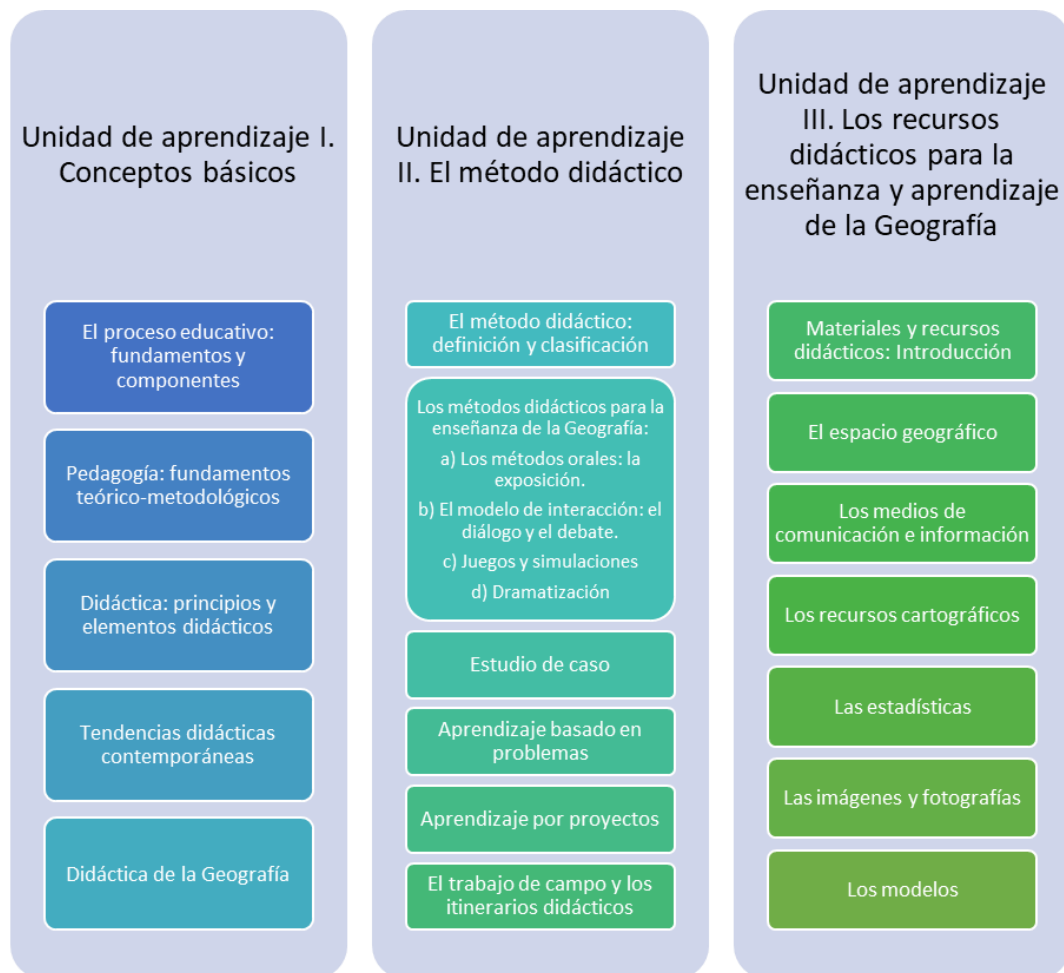 Unidad de aprendizaje I.
Conceptos básicos
El proceso educativo:
fundamentos y
componentes
Pedagogía: fundamentos
teórico-metodológicos
Didáctica: principios y
elementos didácticos
Tendencias didácticas
contemporáneas
Didáctica de la Geografía
Unidad de aprendizaje
II. El método didáctico
El método didáctico:
definición y clasificación
Los métodos didácticos para la
enseñanza de la Geografía:
a) Los métodos orales: la
exposición.
b) El modelo de interacción: el
diálogo y el debate.
c) Juegos y simulaciones
d) Dramatización
Estudio de caso
Aprendizaje basado en
problemas
Aprendizaje por proyectos
El trabajo de campo y los
itinerarios didácticos
Unidad de aprendizaje
III. Los recursos
didácticos para la
enseñanza y aprendizaje
de la Geografía
Materiales y recursos
didácticos: Introducción
El espacio geográfico
Los medios de
comunicación e información
Los recursos cartográficos
Las estadísticas
Las imágenes y fotografías
Los modelos